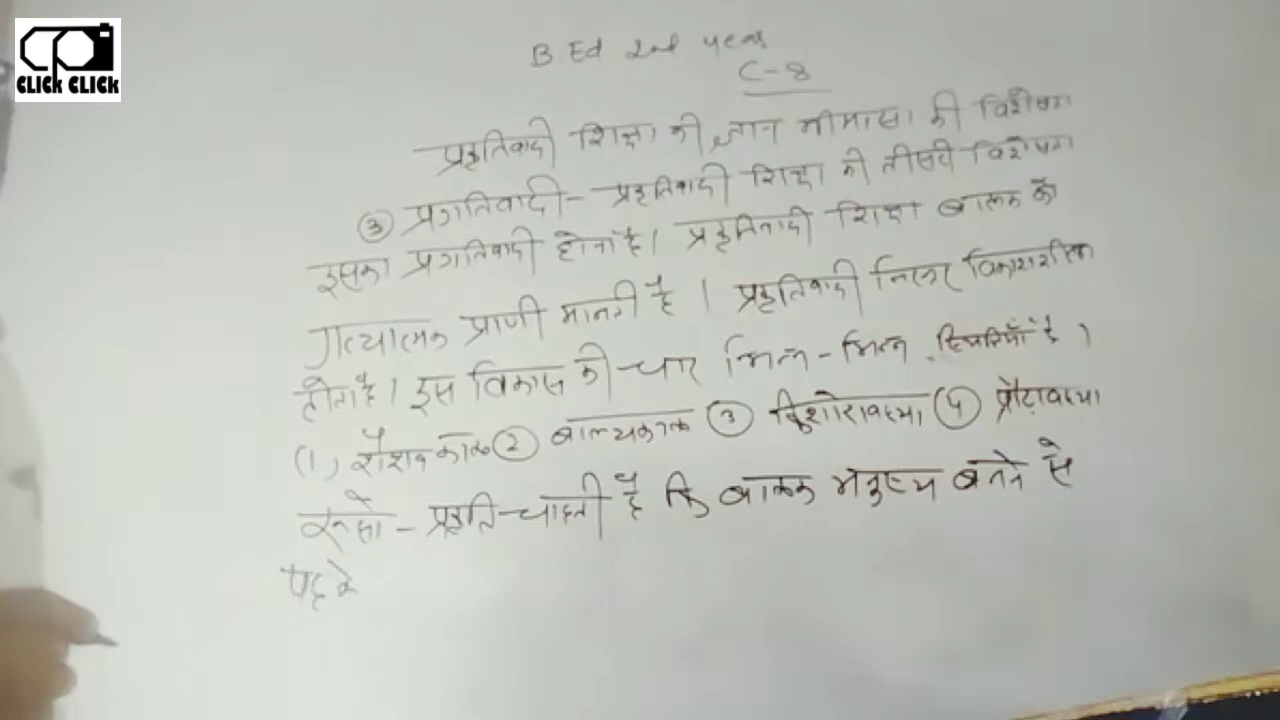 CLICK CLICK
B Ed 2nd year
C-8
प्रकृतिवादी शिक्षा की ज्ञान मीमासा की विशेषता
③ प्रगतिवादी - प्रकृतिवादी शिक्षा की तीसरी विशेषता
इसका प्रगतिवादी होना है। प्रकृतिवादी शिक्षा बालक को
गत्यात्मक प्राणी मानती है। प्रकृतिवादी निरन्तर
होता है। इस विकास की चार भिन्न-भिन्न स्थितियाँ है।
(1) शैशवकाल ② बाल्यकाल ③ किशोरावस्था ④ प्रौढ़ावस्था
रूसो - प्रकृति चाहती है कि बालक मनुष्य बनने से
पहले